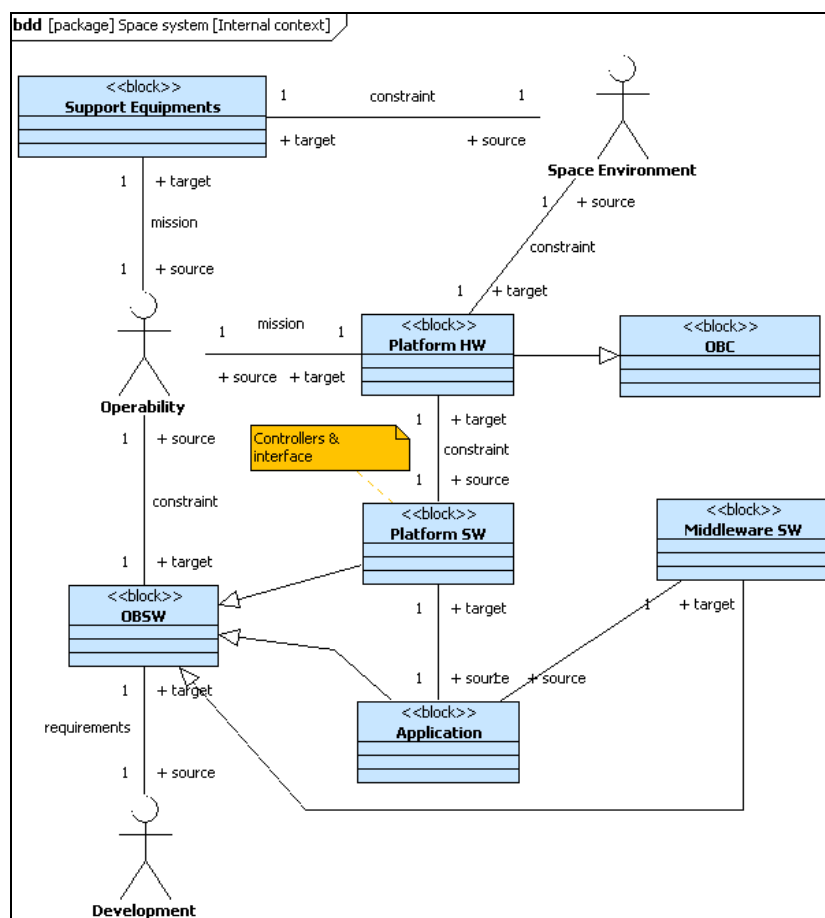 bdd [package] Space system [Internal context]
<<block>>
Support Equipments
1 constraint 1
+ target + source
Space Environment
1 + target
mission
1 + source
1 + source
constraint
1 + target
<<block>>
Platform HW
<<block>>
OBC
1 mission 1
+ source + target
Operability
1 + target
constraint
1 + source
Controllers &
interface
1 + source
constraint
1 + target
<<block>>
Platform SW
<<block>>
Middleware SW
<<block>>
OBSW
1 + target
1 + target
1 + source
1 + source
<<block>>
Application
1 + target
requirements
1 + source
Development